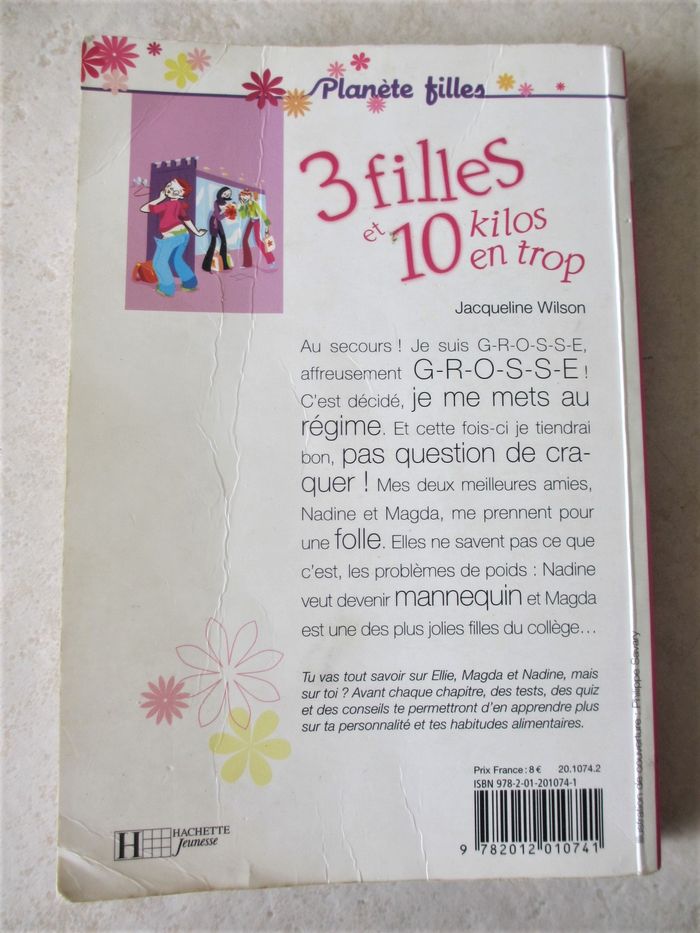 Planète filles
3 filles
et 10 kilos
en trop
Jacqueline Wilson
Au secours ! Je suis G-R-O-S-S-E,
affreusement G-R-O-S-S-E !
C'est décidé, je me mets au
régime. Et cette fois-ci je tiendrai
bon, pas question de cra-
quer ! Mes deux meilleures amies,
Nadine et Magda, me prennent pour
une folle. Elles ne savent pas ce que
c'est, les problèmes de poids : Nadine
veut devenir mannequin et Magda
est une des plus jolies filles du collège...
Tu vas tout savoir sur Ellie, Magda et Nadine, mais
sur toi ? Avant chaque chapitre, des tests, des quiz
et des conseils te permettront d'en apprendre plus
sur ta personnalité et tes habitudes alimentaires.
Illustration de couverture : Philippe Savary
Prix France : 8 € 20.1074.2
ISBN 978-2-01-201074-1
9 782012 010741
H HACHETTE
Jeunesse